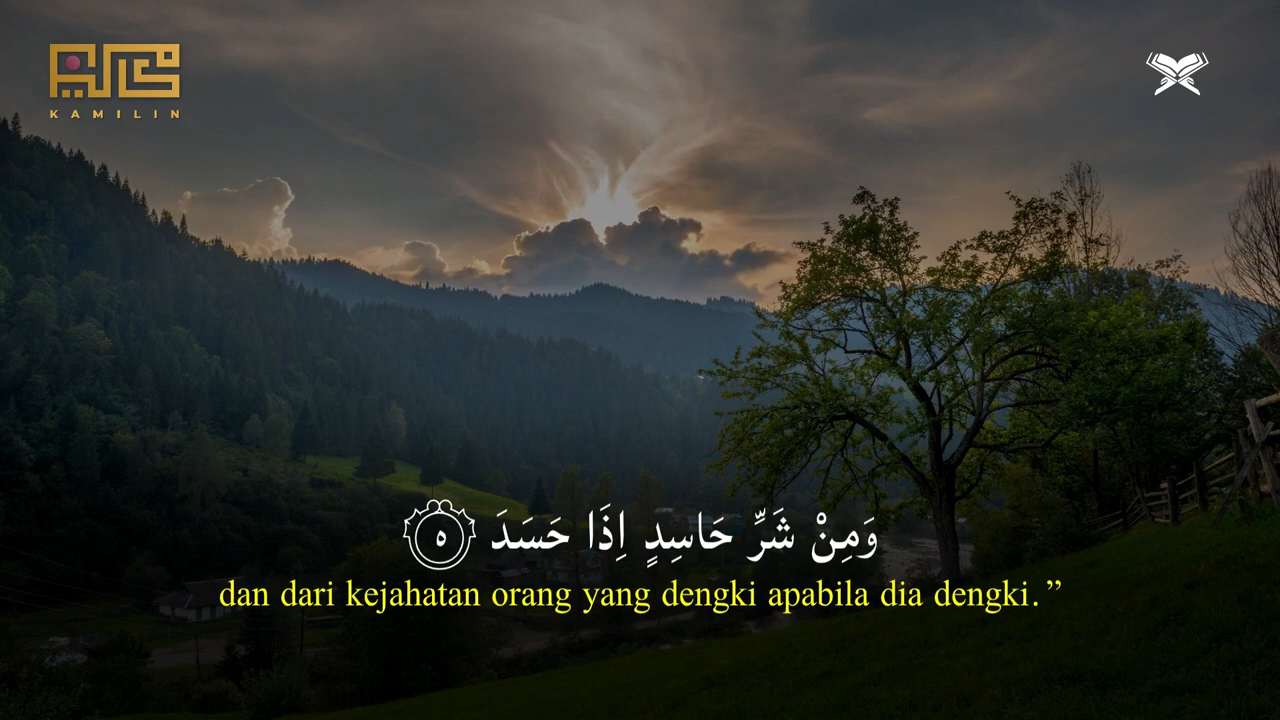 KAMILIN
وَمِنْ شَرِّ حَاسِدٍ اِذَا حَسَدَ ۝٥
dan dari kejahatan orang yang dengki apabila dia dengki.”